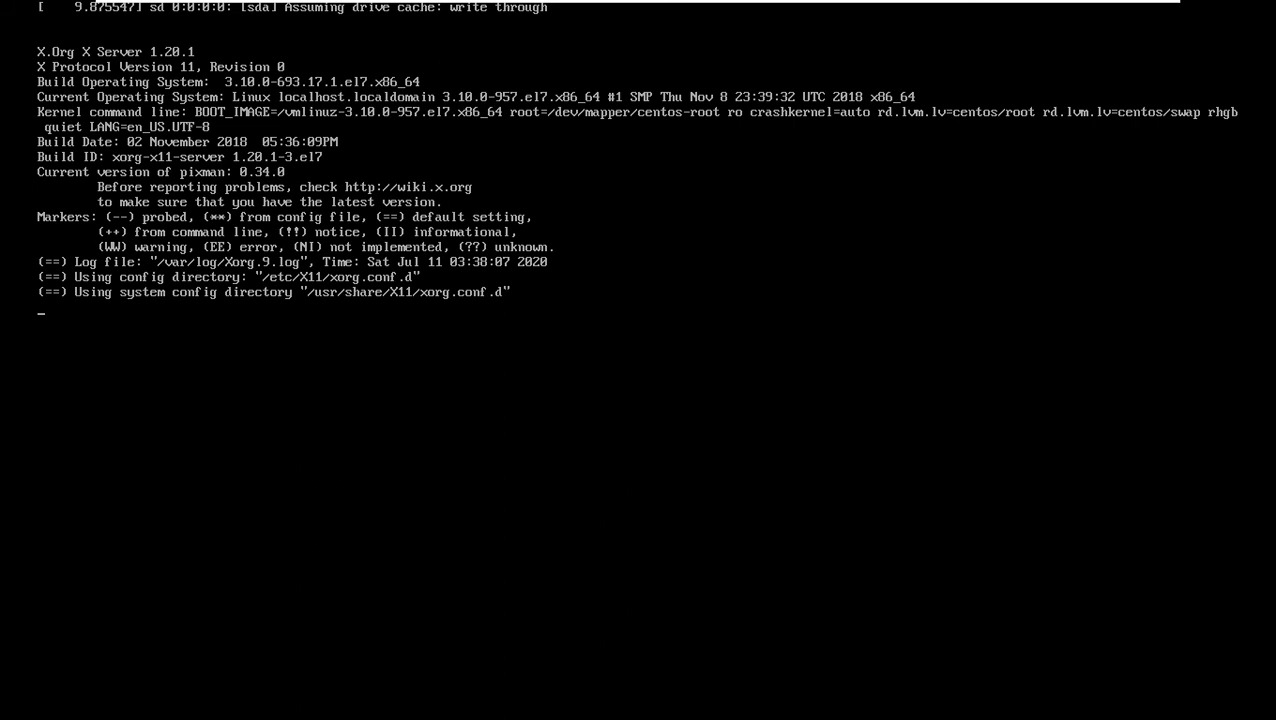 [    9.875547] sd 0:0:0:0: [sda] Assuming drive cache: write through
X.Org X Server 1.20.1
X Protocol Version 11, Revision 0
Build Operating System:  3.10.0-693.17.1.el7.x86_64
Current Operating System: Linux localhost.localdomain 3.10.0-957.el7.x86_64 #1 SMP Thu Nov 8 23:39:32 UTC 2018 x86_64
Kernel command line: BOOT_IMAGE=/vmlinuz-3.10.0-957.el7.x86_64 root=/dev/mapper/centos-root ro crashkernel=auto rd.lvm.lv=centos/root rd.lvm.lv=centos/swap rhgb
 quiet LANG=en_US.UTF-8
Build Date: 02 November 2018  05:36:09PM
Build ID: xorg-x11-server 1.20.1-3.el7
Current version of pixman: 0.34.0
        Before reporting problems, check http://wiki.x.org
        to make sure that you have the latest version.
Markers: (--) probed, (**) from config file, (==) default setting,
        (++) from command line, (!!) notice, (II) informational,
        (WW) warning, (EE) error, (NI) not implemented, (??) unknown.
(==) Log file: "/var/log/Xorg.9.log", Time: Sat Jul 11 03:38:07 2020
(==) Using config directory: "/etc/X11/xorg.conf.d"
(==) Using system config directory "/usr/share/X11/xorg.conf.d"